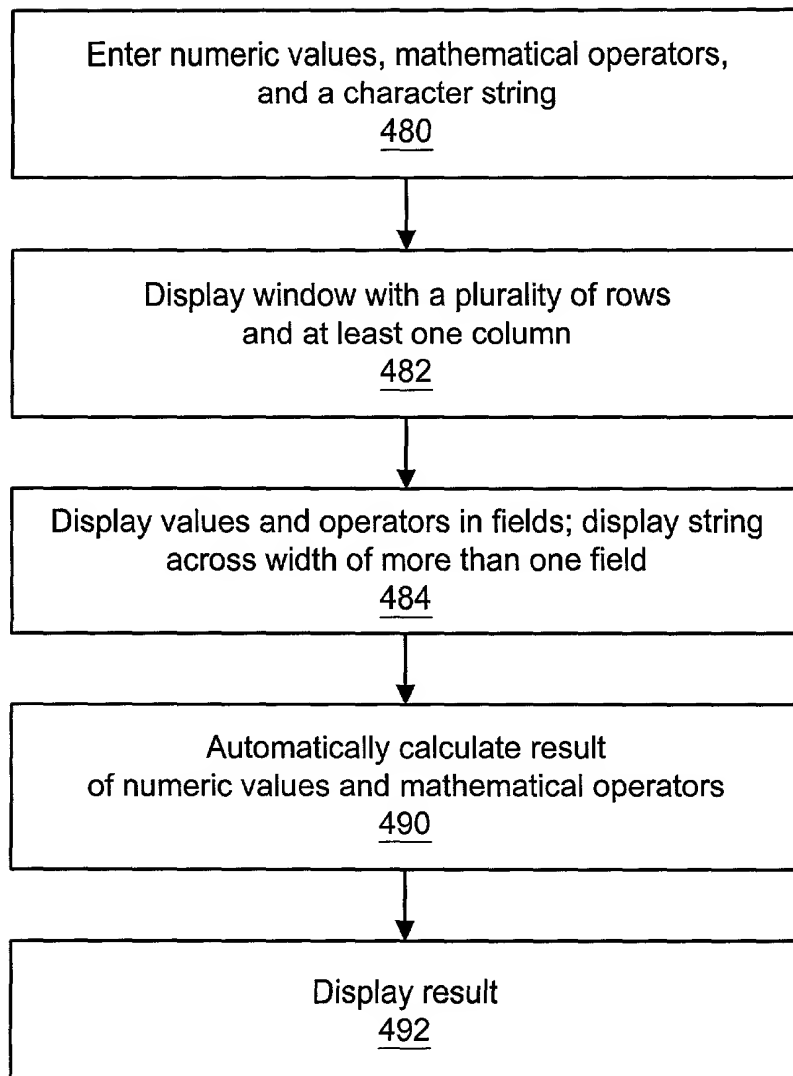 Enter numeric values, mathematical operators,
and a character string
480
Display window with a plurality of rows
and at least one column
482
Display values and operators in fields; display string
across width of more than one field
484
Automatically calculate result
of numeric values and mathematical operators
490
Display result
492